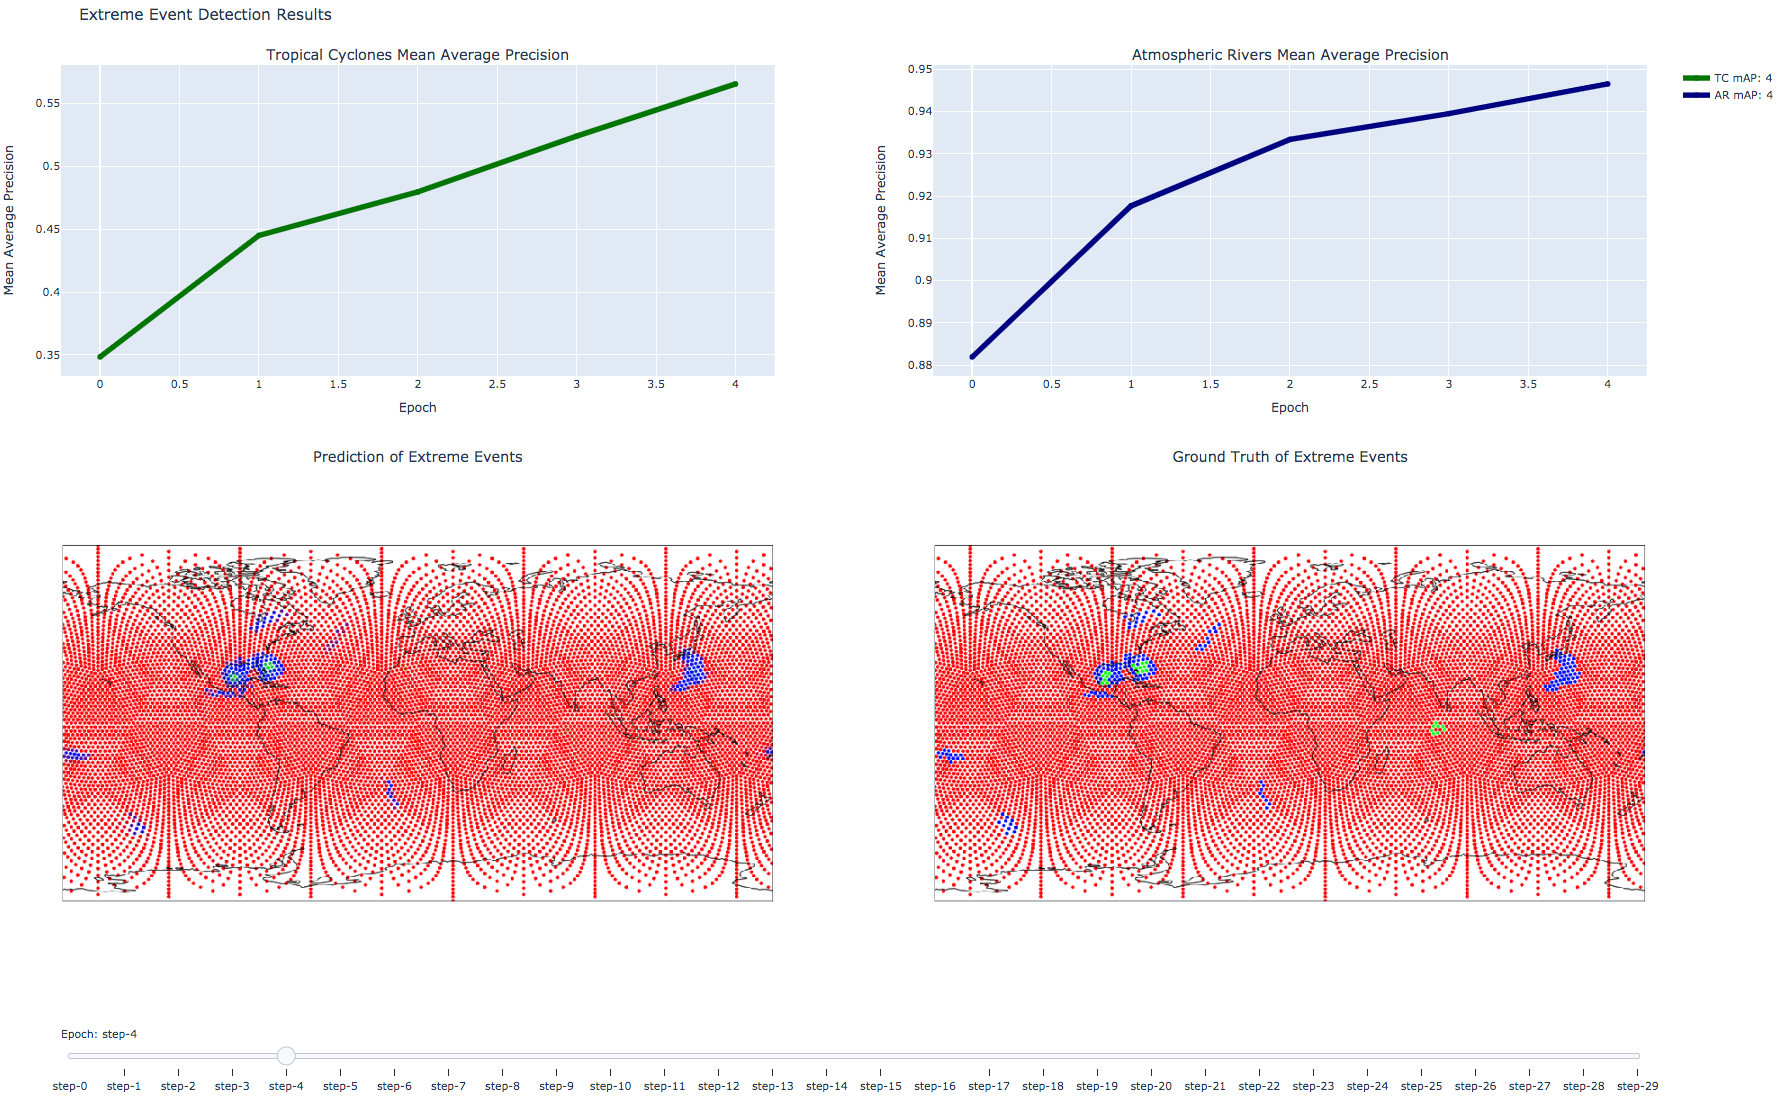 Extreme Event Detection Results
Tropical Cyclones Mean Average Precision
Mean Average Precision
0.55
0.5
0.45
0.4
0.35
0 0.5 1 1.5 2 2.5 3 3.5 4
Epoch
Atmospheric Rivers Mean Average Precision
Mean Average Precision
0.95
0.94
0.93
0.92
0.91
0.9
0.89
0.88
0 0.5 1 1.5 2 2.5 3 3.5 4
Epoch
TC mAP: 4
AR mAP: 4
Prediction of Extreme Events
Ground Truth of Extreme Events
Epoch: step-4
step-0 step-1 step-2 step-3 step-4 step-5 step-6 step-7 step-8 step-9 step-10 step-11 step-12 step-13 step-14 step-15 step-16 step-17 step-18 step-19 step-20 step-21 step-22 step-23 step-24 step-25 step-26 step-27 step-28 step-29